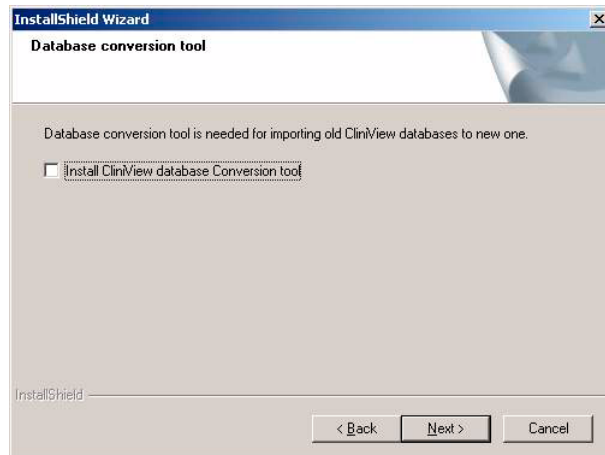 InstallShield Wizard
Database conversion tool
Database conversion tool is needed for importing old CliniView databases to new one.
Install CliniView database Conversion tool
InstallShield
< Back
Next >
Cancel